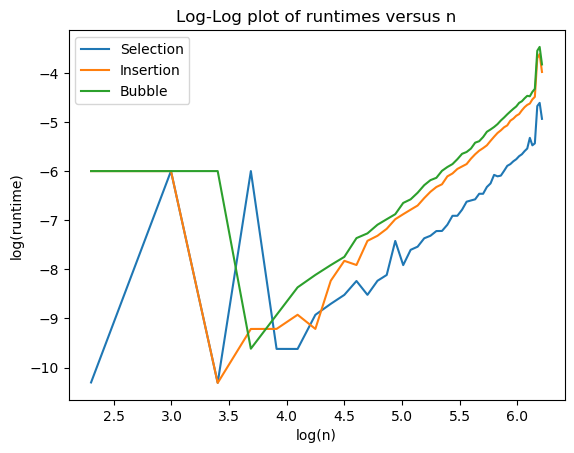 Log-Log plot of runtimes versus n
Selection
Insertion
Bubble
log(runtime)
−4
−5
−6
−7
−8
−9
−10
2.5 3.0 3.5 4.0 4.5 5.0 5.5 6.0
log(n)